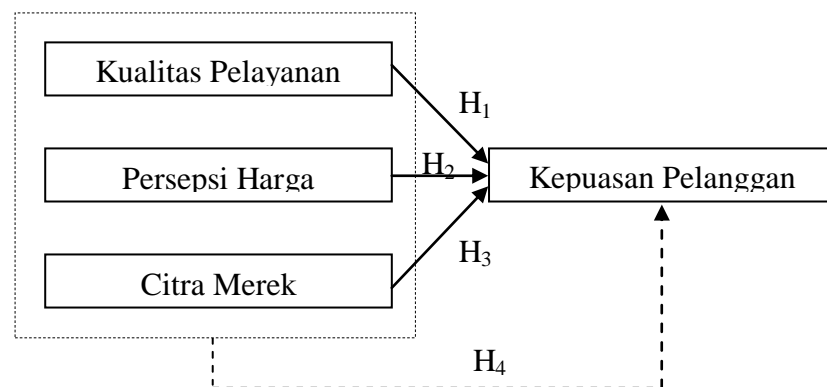 Kualitas Pelayanan
H₁
H₂
Persepsi Harga
Kepuasan Pelanggan
H₃
Citra Merek
H₄